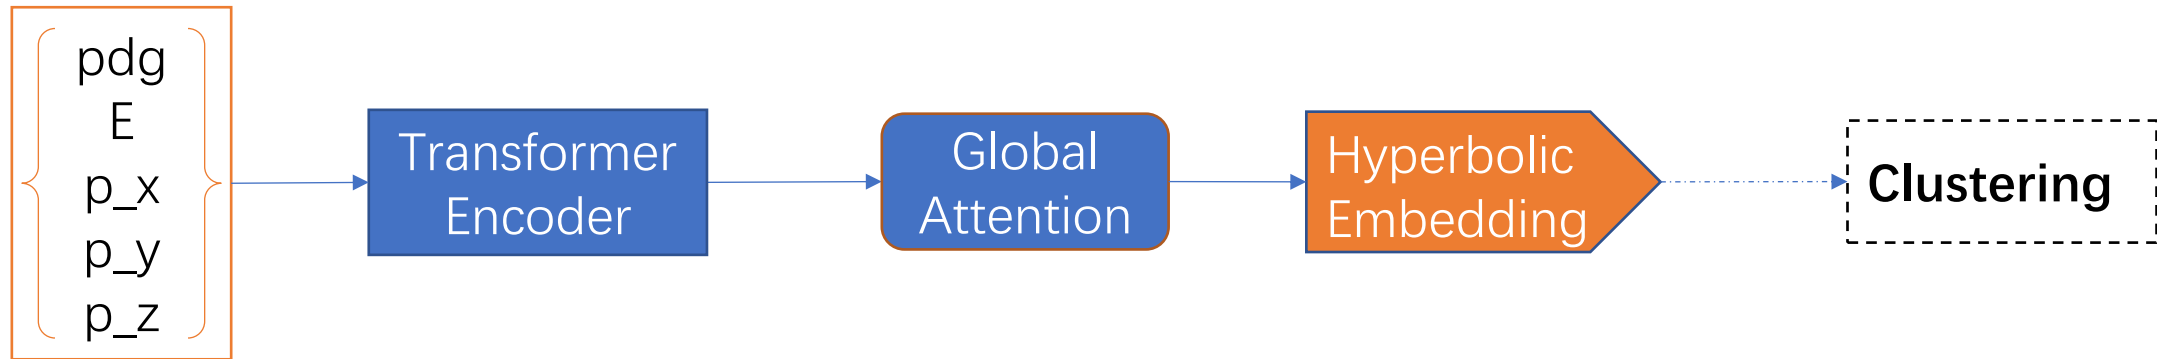 pdg
E
p_x
p_y
p_z
Transformer
Encoder
Global
Attention
Hyperbolic
Embedding
Clustering